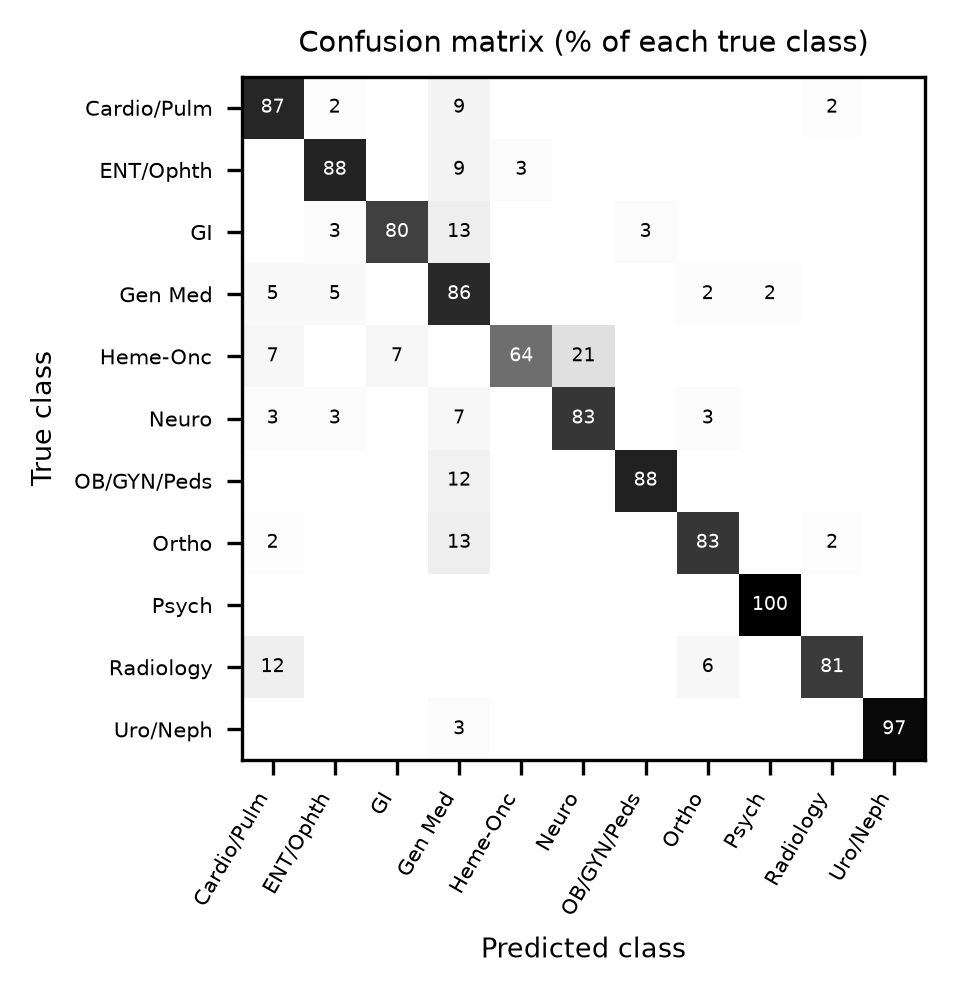 Confusion matrix (% of each true class)
Cardio/Pulm 87 2 9 2
ENT/Ophth 88 9 3
GI 3 80 13 3
Gen Med 5 5 86 2 2
Heme-Onc 7 7 64 21
Neuro 3 3 7 83 3
OB/GYN/Peds 12 88
Ortho 2 13 83 2
Psych 100
Radiology 12 6 81
Uro/Neph 3 97
True class
Cardio/Pulm ENT/Ophth GI Gen Med Heme-Onc Neuro OB/GYN/Peds Ortho Psych Radiology Uro/Neph
Predicted class